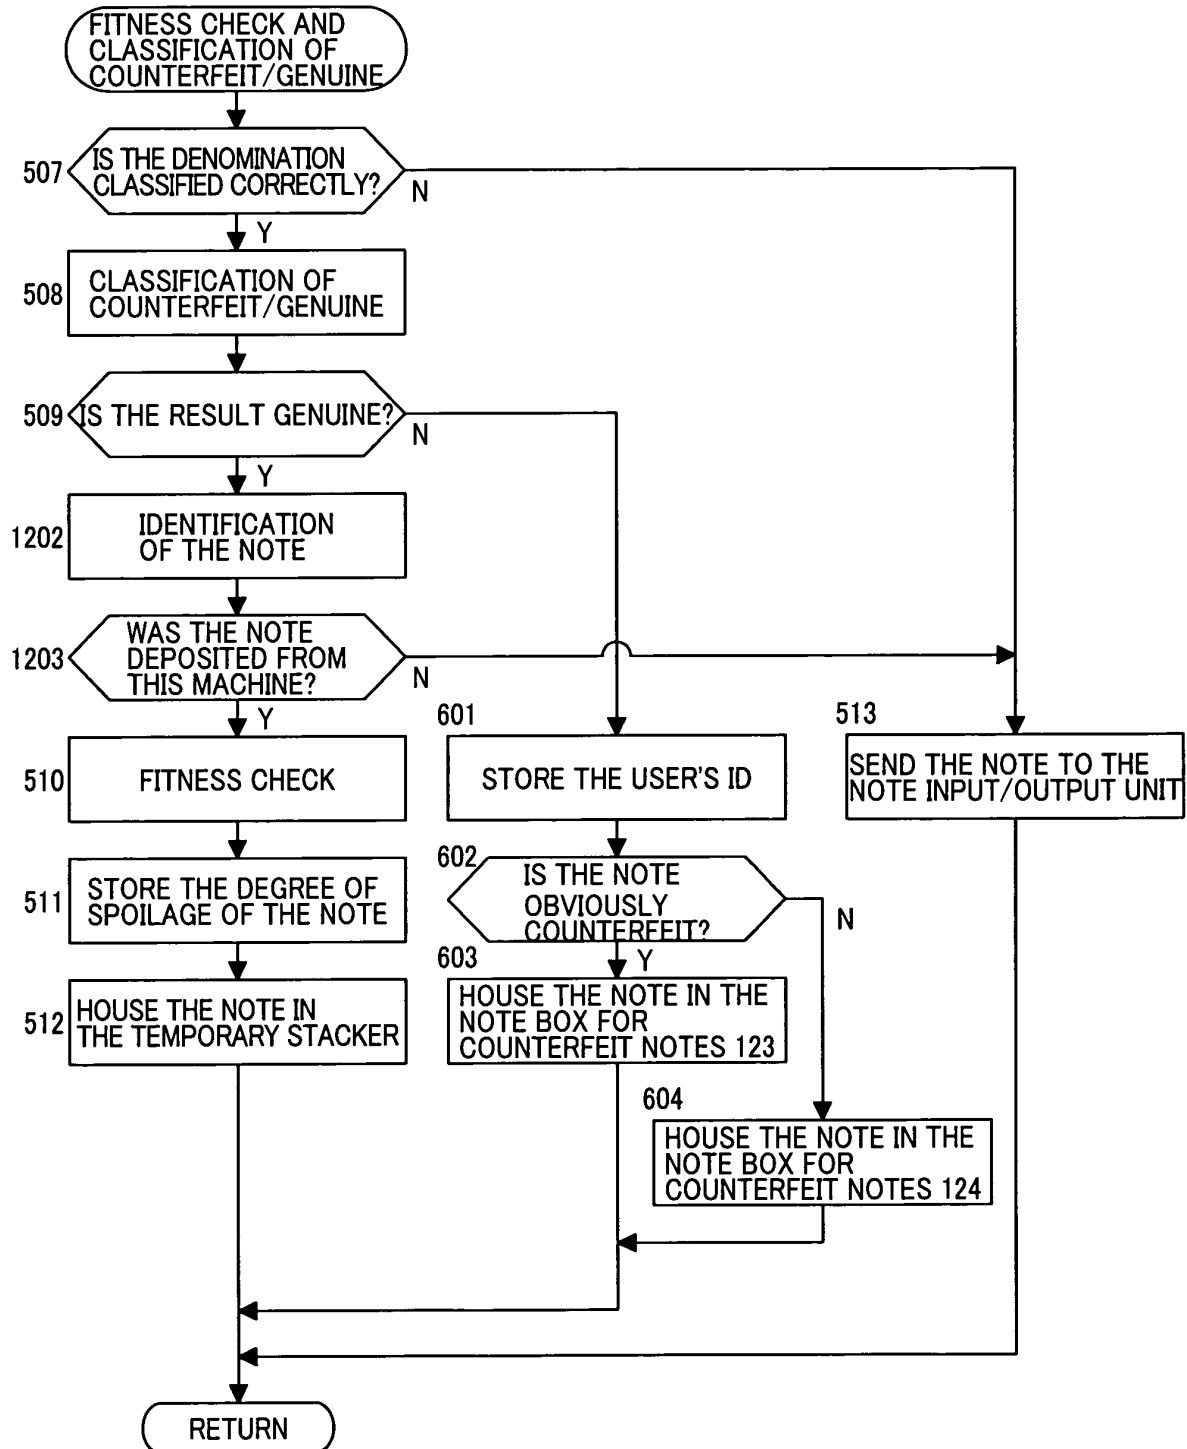 FITNESS CHECK AND
CLASSIFICATION OF
COUNTERFEIT/GENUINE
507
IS THE DENOMINATION
CLASSIFIED CORRECTLY?
N
Y
508
CLASSIFICATION OF
COUNTERFEIT/GENUINE
509
IS THE RESULT GENUINE?
N
Y
1202
IDENTIFICATION
OF THE NOTE
1203
WAS THE NOTE
DEPOSITED FROM
THIS MACHINE?
N
Y
510
FITNESS CHECK
601
STORE THE USER'S ID
513
SEND THE NOTE TO THE
NOTE INPUT/OUTPUT UNIT
511
STORE THE DEGREE OF
SPOILAGE OF THE NOTE
602
IS THE NOTE
OBVIOUSLY
COUNTERFEIT?
N
Y
512
HOUSE THE NOTE IN
THE TEMPORARY STACKER
603
HOUSE THE NOTE IN THE
NOTE BOX FOR
COUNTERFEIT NOTES 123
604
HOUSE THE NOTE IN THE
NOTE BOX FOR
COUNTERFEIT NOTES 124
RETURN